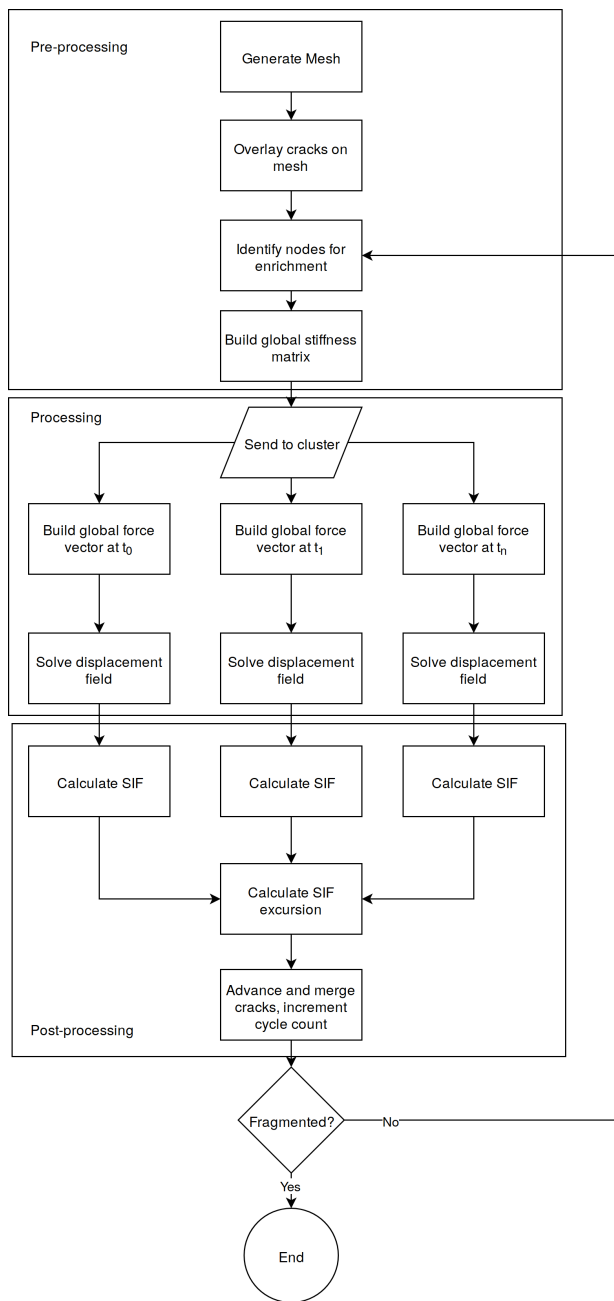 Pre-processing
Generate Mesh
Overlay cracks on
mesh
Identify nodes for
enrichment
Build global stiffness
matrix
Processing
Send to cluster
Build global force
vector at t0
Build global force
vector at t1
Build global force
vector at tn
Solve displacement
field
Solve displacement
field
Solve displacement
field
Calculate SIF
Calculate SIF
Calculate SIF
Calculate SIF
excursion
Advance and merge
cracks, increment
cycle count
Post-processing
Fragmented?
No
Yes
End